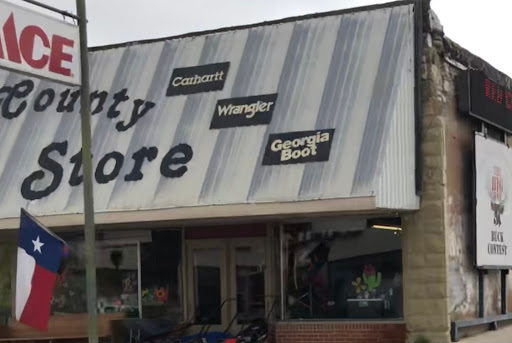 ACE
County
Store
Carhartt
Wrangler
Georgia
Boot
BUCK
CONTEST